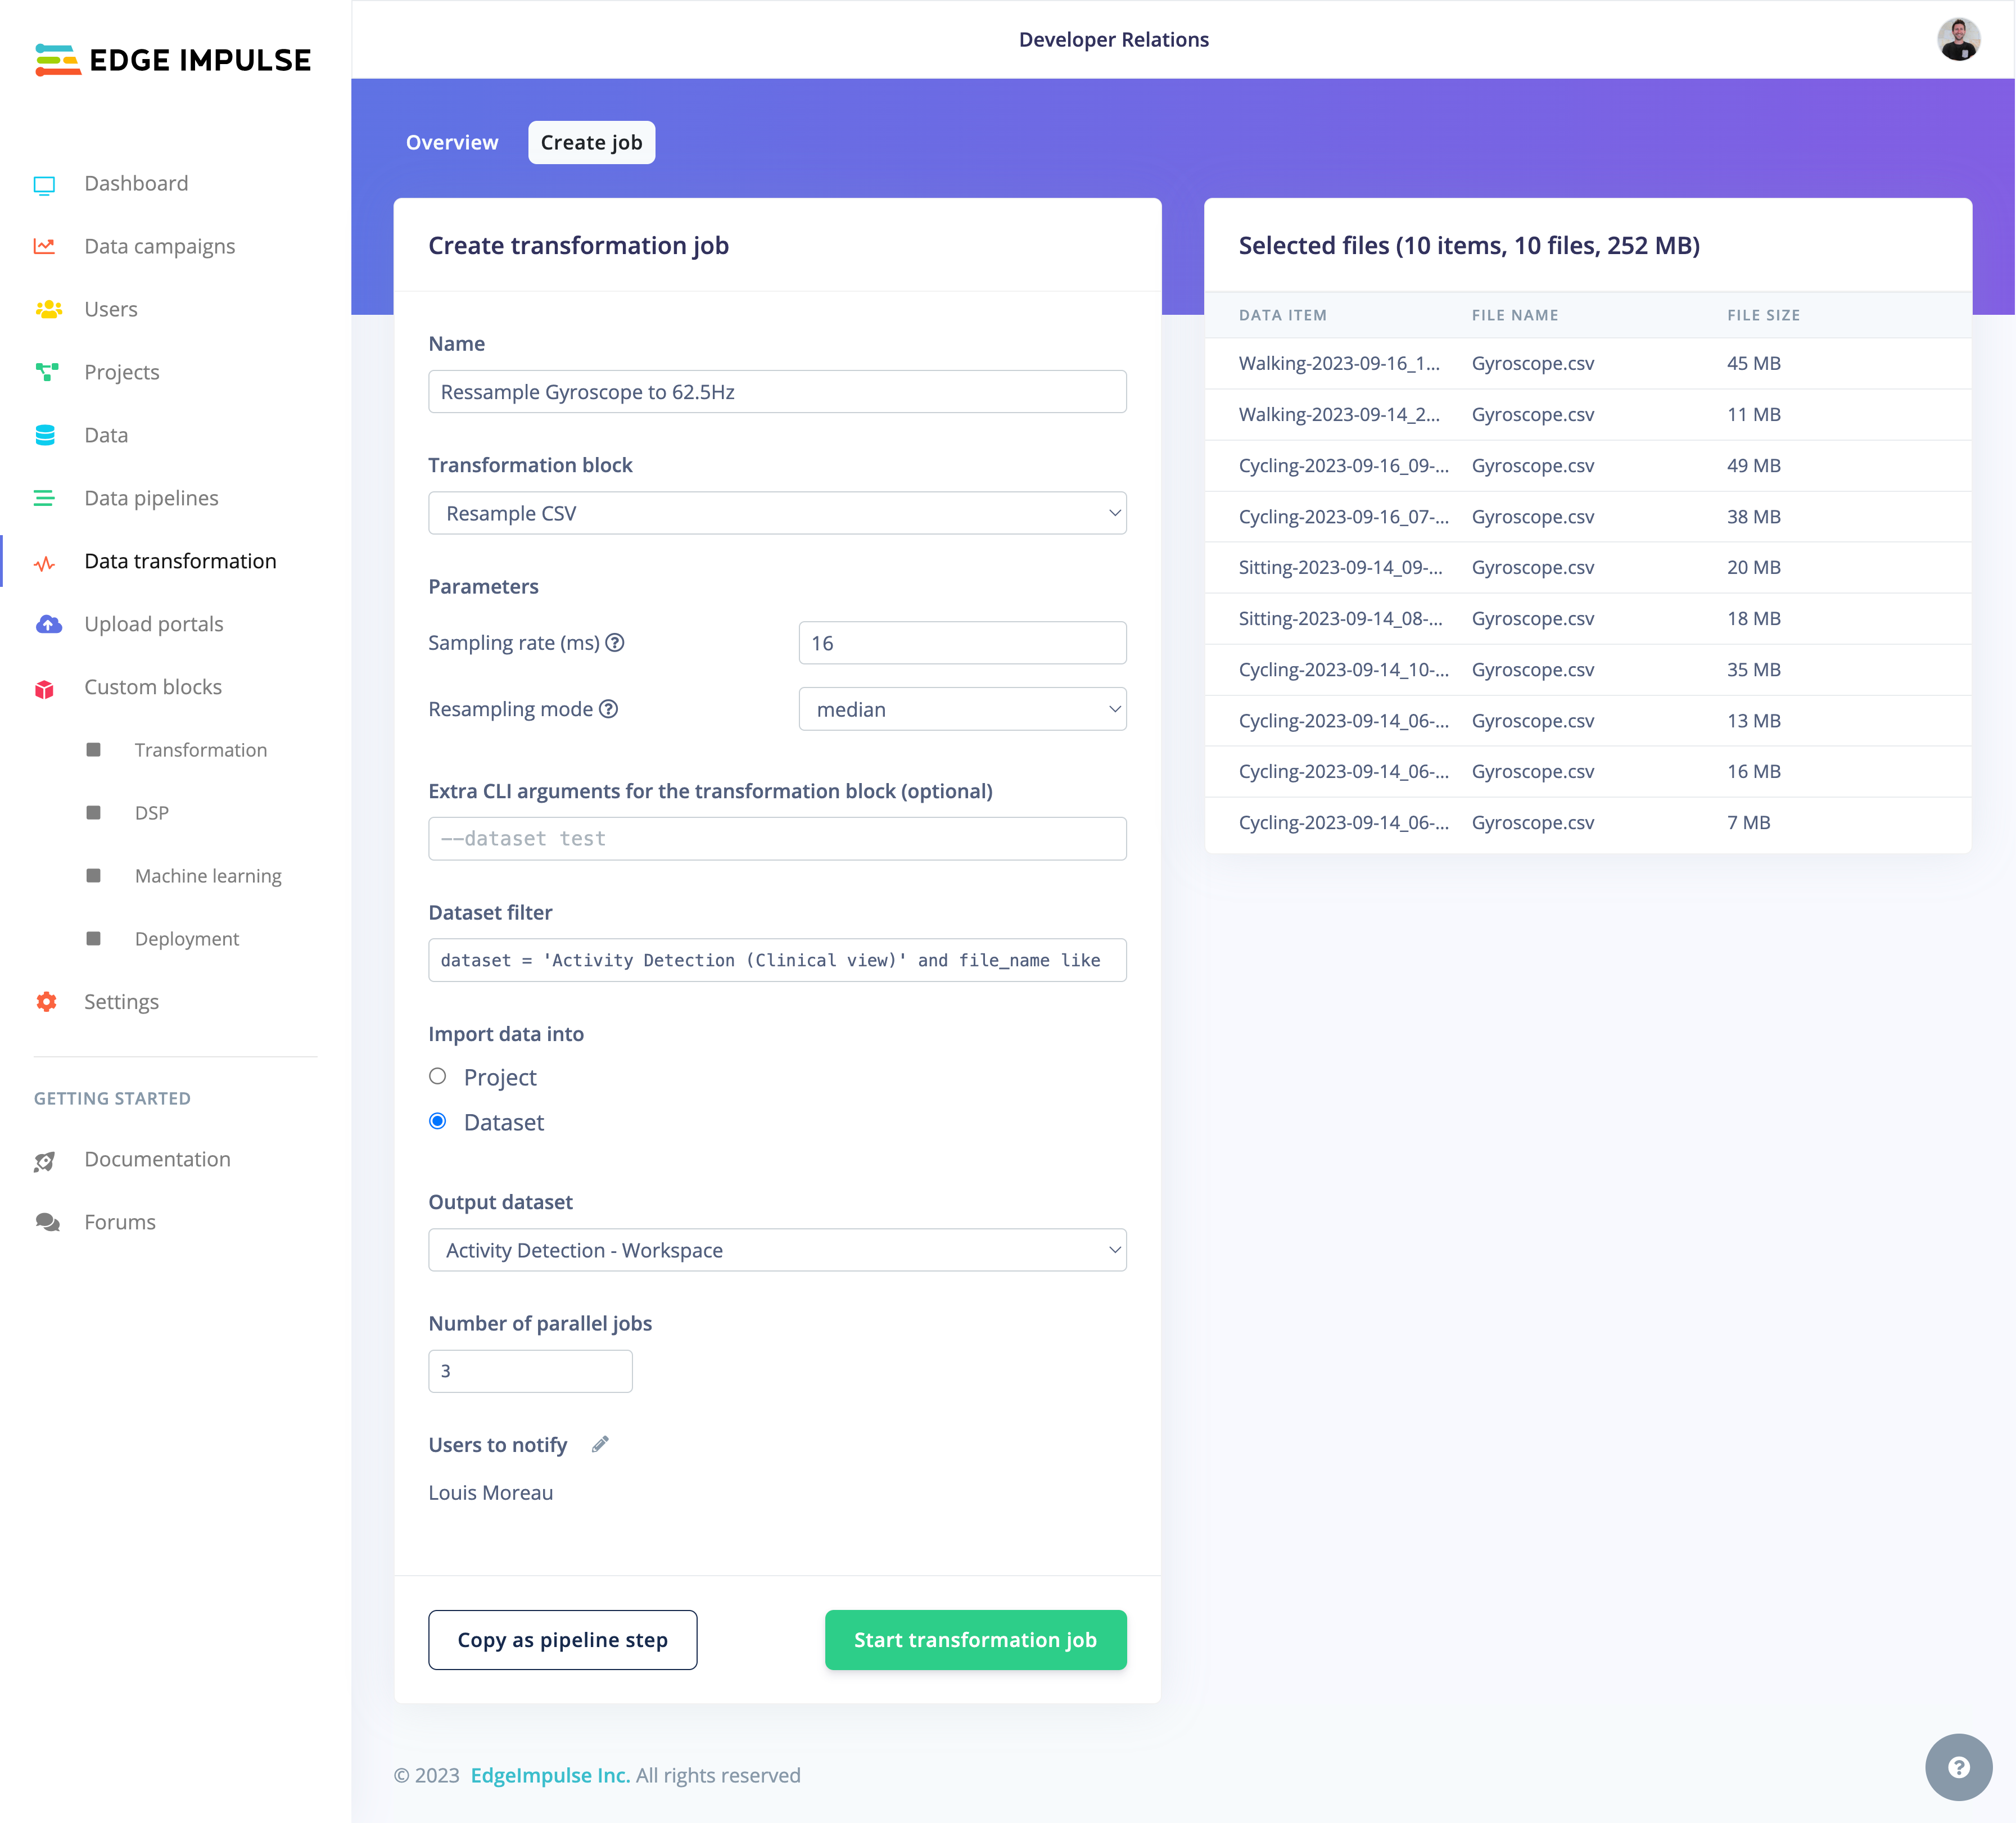 EDGE IMPULSE
Developer Relations
Dashboard
Data campaigns
Users
Projects
Data
Data pipelines
Data transformation
Upload portals
Custom blocks
Transformation
DSP
Machine learning
Deployment
Settings
GETTING STARTED
Documentation
Forums
Overview
Create job
Create transformation job
Name
Ressample Gyroscope to 62.5Hz
Transformation block
Resample CSV
Parameters
Sampling rate (ms) ?
16
Resampling mode ?
median
Extra CLI arguments for the transformation block (optional)
--dataset test
Dataset filter
dataset = 'Activity Detection (Clinical view)' and file_name like
Import data into
Project
Dataset
Output dataset
Activity Detection - Workspace
Number of parallel jobs
3
Users to notify
Louis Moreau
Copy as pipeline step
Start transformation job
Selected files (10 items, 10 files, 252 MB)
DATA ITEM FILE NAME FILE SIZE
Walking-2023-09-16_1... Gyroscope.csv 45 MB
Walking-2023-09-14_2... Gyroscope.csv 11 MB
Cycling-2023-09-16_09-... Gyroscope.csv 49 MB
Cycling-2023-09-16_07-... Gyroscope.csv 38 MB
Sitting-2023-09-14_09-... Gyroscope.csv 20 MB
Sitting-2023-09-14_08-... Gyroscope.csv 18 MB
Cycling-2023-09-14_10-... Gyroscope.csv 35 MB
Cycling-2023-09-14_06-... Gyroscope.csv 13 MB
Cycling-2023-09-14_06-... Gyroscope.csv 16 MB
Cycling-2023-09-14_06-... Gyroscope.csv 7 MB
© 2023 EdgeImpulse Inc. All rights reserved
?